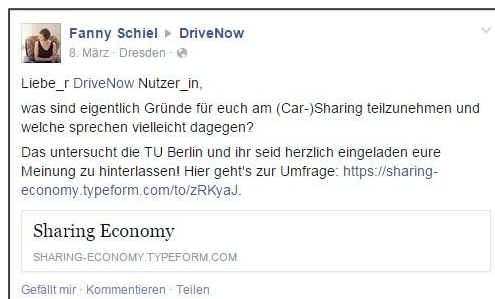 Fanny Schiel ▸ DriveNow
8. März · Dresden ·
Liebe_r DriveNow Nutzer_in,
was sind eigentlich Gründe für euch am (Car-)Sharing teilzunehmen und
welche sprechen vielleicht dagegen?
Das untersucht die TU Berlin und ihr seid herzlich eingeladen eure
Meinung zu hinterlassen! Hier geht's zur Umfrage: https://sharing-
economy.typeform.com/to/zRKyaJ.
Sharing Economy
SHARING-ECONOMY.TYPEFORM.COM
Gefällt mir · Kommentieren · Teilen